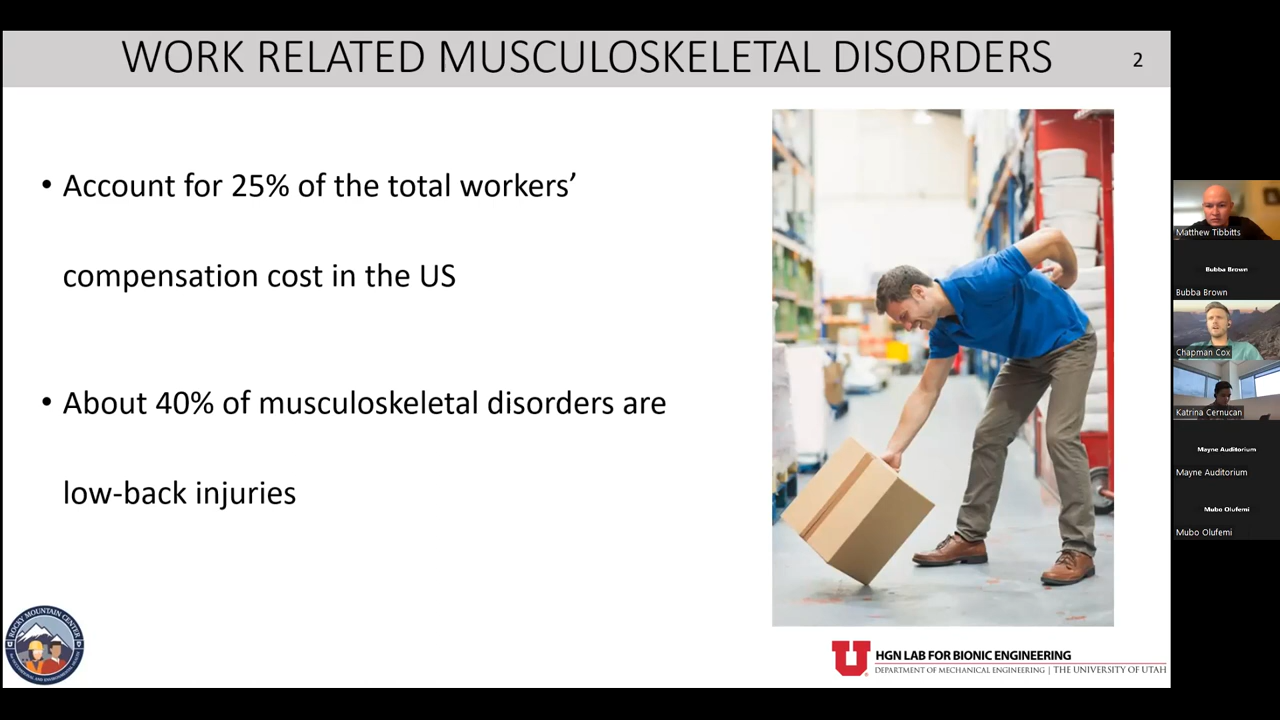 WORK RELATED MUSCULOSKELETAL DISORDERS
2
• Account for 25% of the total workers’
compensation cost in the US
• About 40% of musculoskeletal disorders are
low-back injuries
ROCKY MOUNTAIN CENTER
HGN LAB FOR BIONIC ENGINEERING
DEPARTMENT OF MECHANICAL ENGINEERING | THE UNIVERSITY OF UTAH
Matthew Tibbitts
Bubba Brown
Bubba Brown
Chapman Cox
Katrina Cernucan
Mayne Auditorium
Mayne Auditorium
Mubo Olufemi
Mubo Olufemi